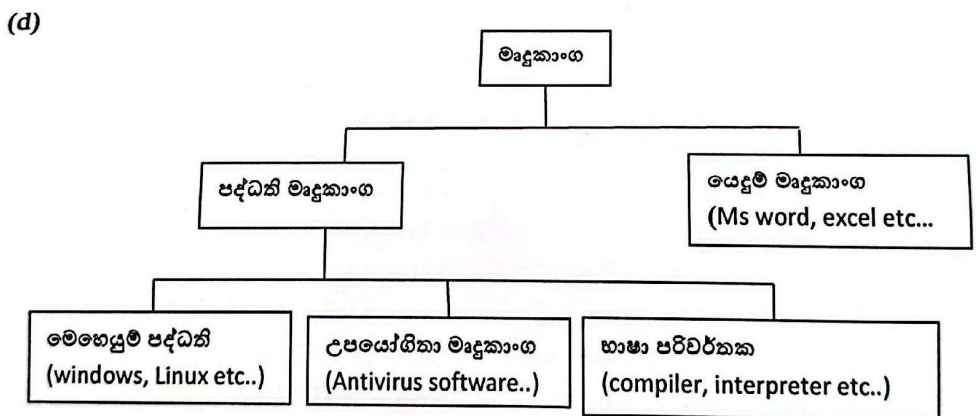 (d)
මෘදුකාංග
පද්ධති මෘදුකාංග
යෙදුම් මෘදුකාංග
(Ms word, excel etc...
මෙහෙයුම් පද්ධති
(windows, Linux etc..)
උපයෝගිතා මෘදුකාංග
(Antivirus software..)
භාෂා පරිවර්තක
(compiler, interpreter etc..)